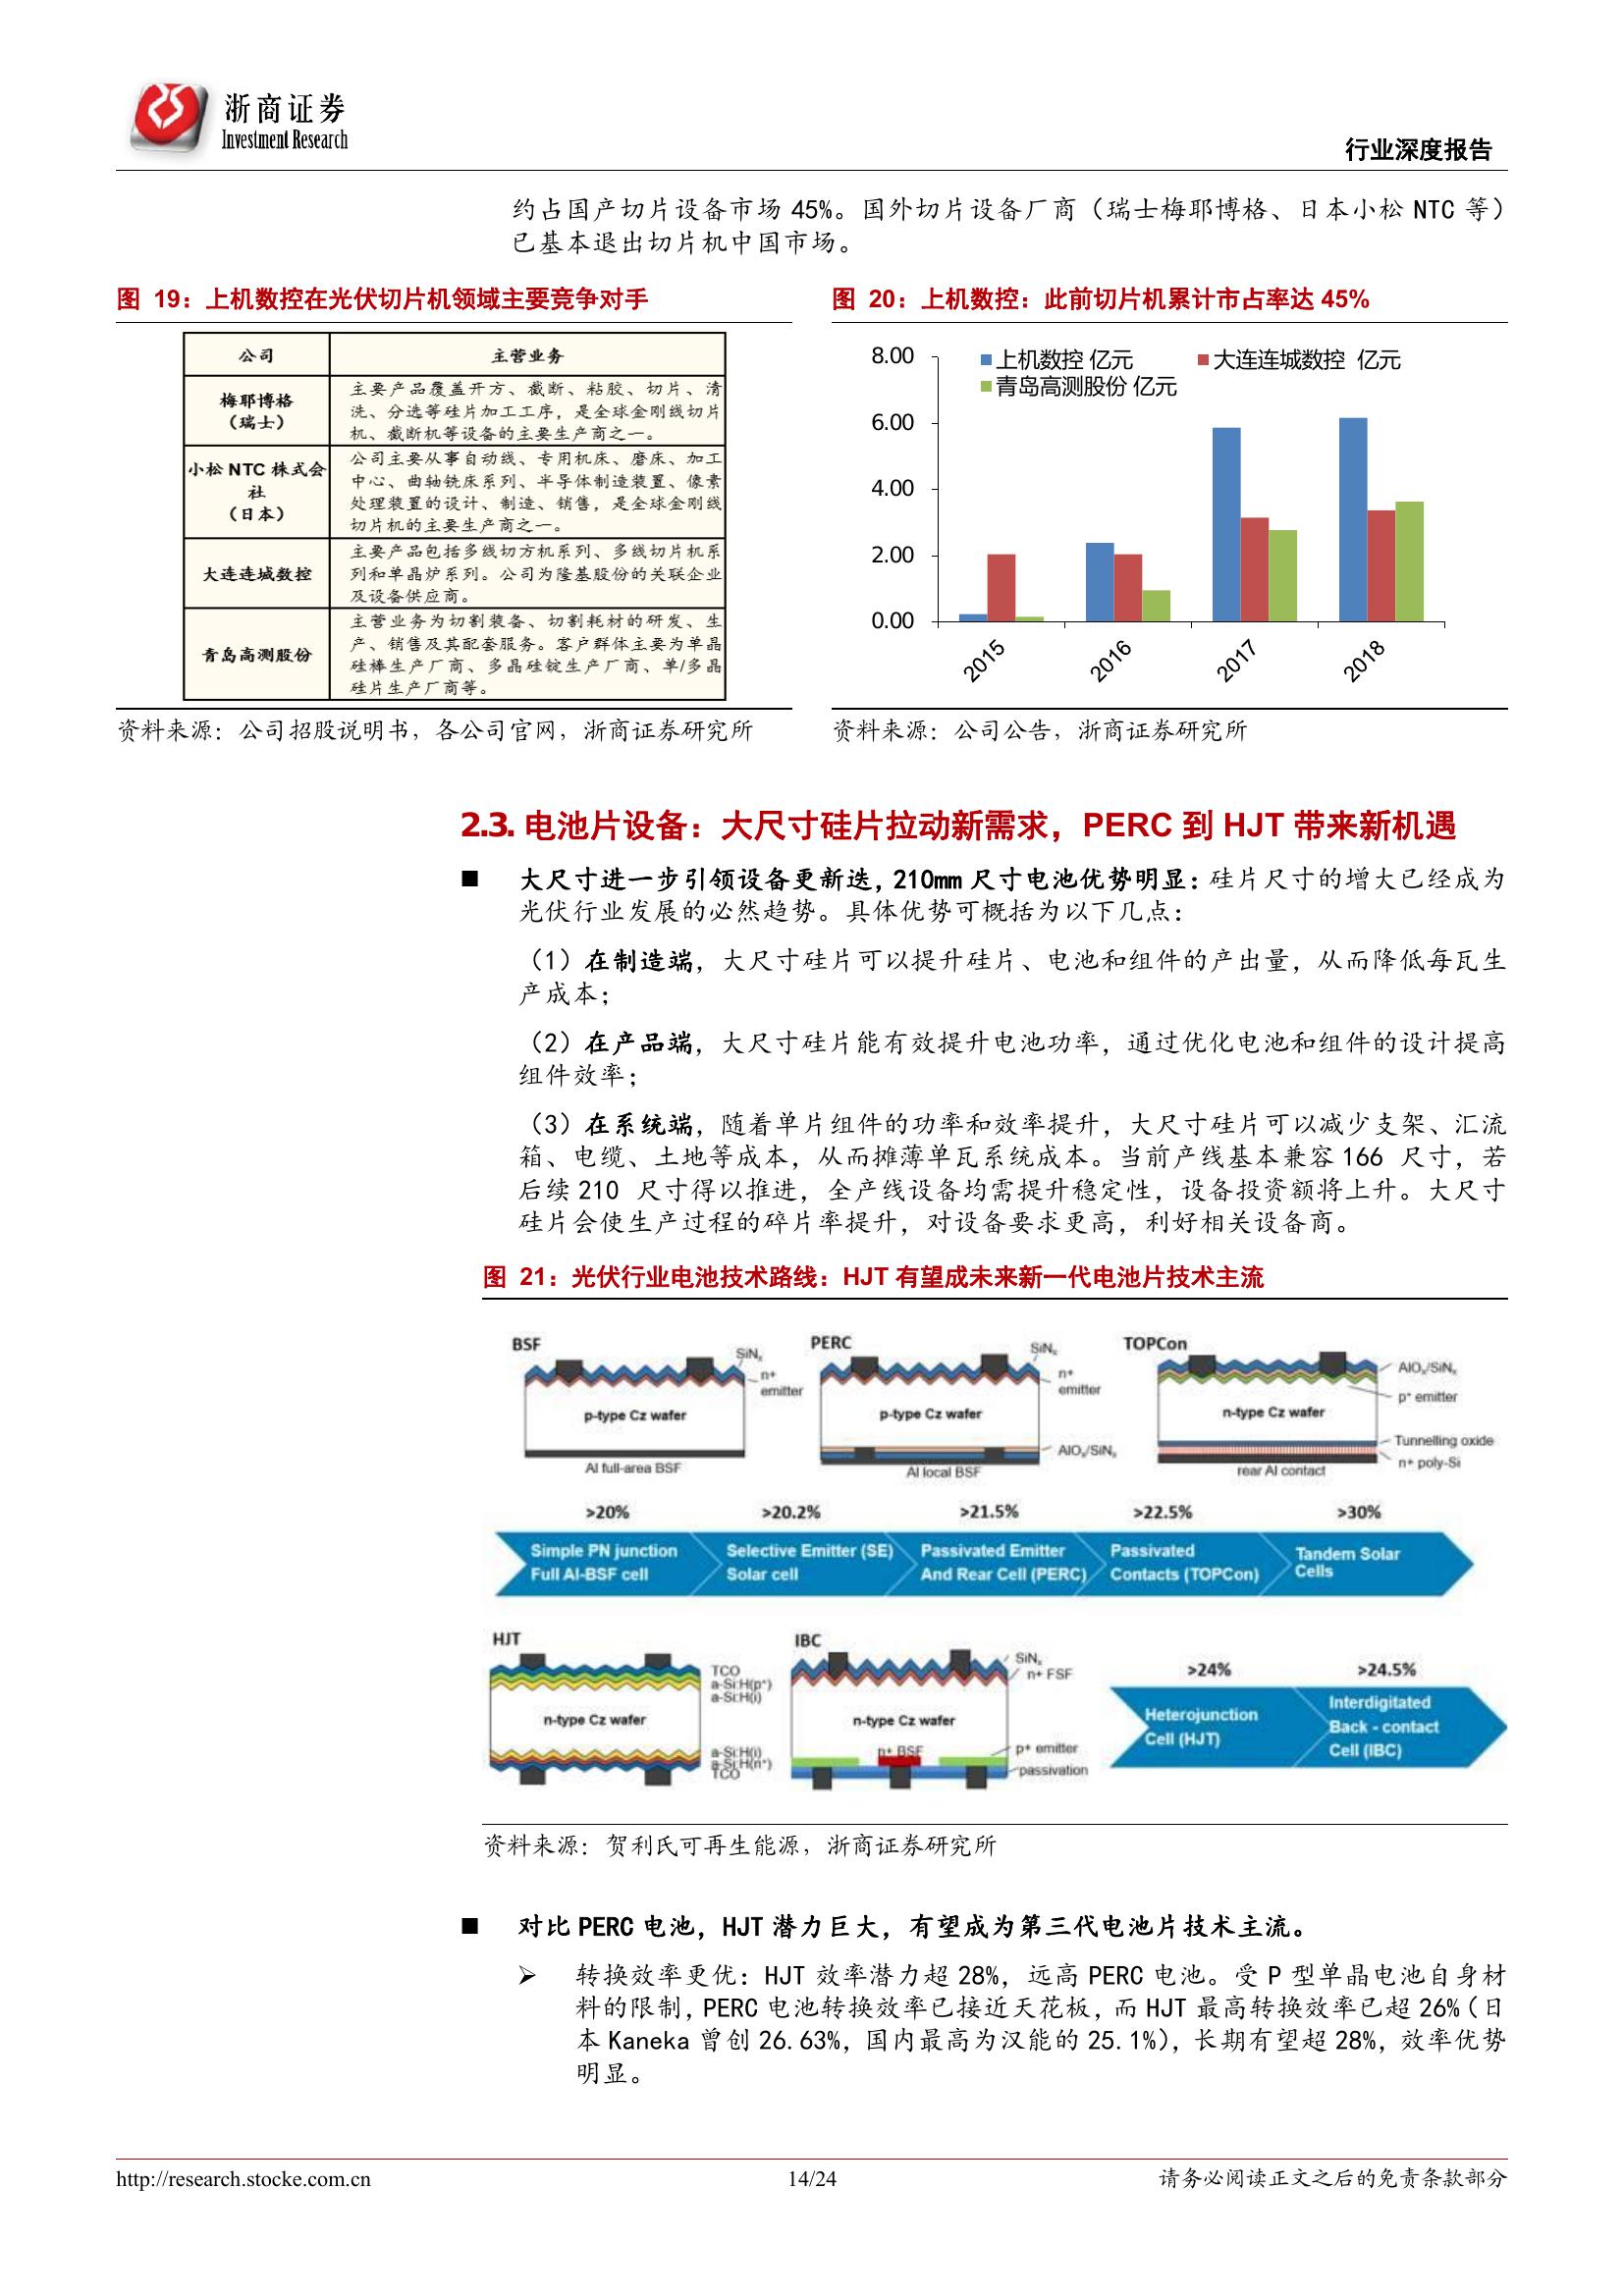 浙商证券
Investment Research
行业深度报告
约占国产切片设备市场 45%。国外切片设备厂商（瑞士梅耶博格、日本小松 NTC 等）
已基本退出切片机中国市场。
图 19：上机数控在光伏切片机领域主要竞争对手
公司 主营业务
梅耶博格
（瑞士）
主要产品覆盖开方、截断、粘胶、切片、清
洗、分选等硅片加工工序，是全球金刚线切片
机、截断机等设备的主要生产商之一。
小松 NTC 株式会
社
（日本）
公司主要从事自动线、专用机床、磨床、加工
中心、曲轴铣床系列、半导体制造装置、像素
处理装置的设计、制造、销售，是全球金刚线
切片机的主要生产商之一。
大连连城数控
主要产品包括多线切方机系列、多线切片机系
列和单晶炉系列。公司为隆基股份的关联企业
及设备供应商。
青岛高测股份
主营业务为切割装备、切割耗材的研发、生
产、销售及其配套服务。客户群体主要为单晶
硅棒生产厂商、多晶硅锭生产厂商、单/多晶
硅片生产厂商等。
资料来源：公司招股说明书，各公司官网，浙商证券研究所
图 20：上机数控：此前切片机累计市占率达 45%
8.00
6.00
4.00
2.00
0.00
上机数控 亿元
大连连城数控 亿元
青岛高测股份 亿元
2015
2016
2017
2018
资料来源：公司公告，浙商证券研究所
2.3. 电池片设备：大尺寸硅片拉动新需求，PERC 到 HJT 带来新机遇
■ 大尺寸进一步引领设备更新迭，210mm 尺寸电池优势明显：硅片尺寸的增大已经成为
光伏行业发展的必然趋势。具体优势可概括为以下几点：
（1）在制造端，大尺寸硅片可以提升硅片、电池和组件的产出量，从而降低每瓦生
产成本；
（2）在产品端，大尺寸硅片能有效提升电池功率，通过优化电池和组件的设计提高
组件效率；
（3）在系统端，随着单片组件的功率和效率提升，大尺寸硅片可以减少支架、汇流
箱、电缆、土地等成本，从而摊薄单瓦系统成本。当前产线基本兼容 166 尺寸，若
后续 210 尺寸得以推进，全产线设备均需提升稳定性，设备投资额将上升。大尺寸
硅片会使生产过程的碎片率提升，对设备要求更高，利好相关设备商。
图 21：光伏行业电池技术路线：HJT 有望成未来新一代电池片技术主流
BSF
SiNx
n+
emitter
p-type Cz wafer
Al full-area BSF
PERC
SiNx
n+
emitter
p-type Cz wafer
AlOx/SiNx
Al local BSF
TOPCon
AlOx/SiNx
p+ emitter
n-type Cz wafer
Tunnelling oxide
n+ poly-Si
rear Al contact
>20% >20.2% >21.5% >22.5% >30%
Simple PN junction
Full Al-BSF cell
Selective Emitter (SE)
Solar cell
Passivated Emitter
And Rear Cell (PERC)
Passivated
Contacts (TOPCon)
Tandem Solar
Cells
HJT
TCO
a-Si:H(p+)
a-Si:H(i)
n-type Cz wafer
a-Si:H(i)
a-Si:H(n+)
TCO
IBC
SiNx
n+ FSF
n-type Cz wafer
n+ BSF
p+ emitter
passivation
>24% >24.5%
Heterojunction
Cell (HJT)
Interdigitated
Back - contact
Cell (IBC)
资料来源：贺利氏可再生能源，浙商证券研究所
■ 对比 PERC 电池，HJT 潜力巨大，有望成为第三代电池片技术主流。
➢ 转换效率更优：HJT 效率潜力超 28%，远高 PERC 电池。受 P 型单晶电池自身材
料的限制，PERC 电池转换效率已接近天花板，而 HJT 最高转换效率已超 26%（日
本 Kaneka 曾创 26.63%，国内最高为汉能的 25.1%），长期有望超 28%，效率优势
明显。
http://research.stocke.com.cn
14/24
请务必阅读正文之后的免责条款部分